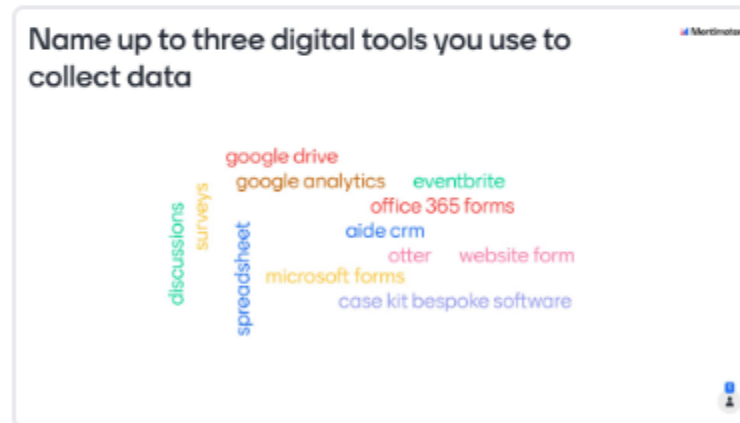 Name up to three digital tools you use to
collect data
Mentimeter
google drive
google analytics
eventbrite
surveys
office 365 forms
discussions
aide crm
spreadsheet
otter
website form
microsoft forms
case kit bespoke software